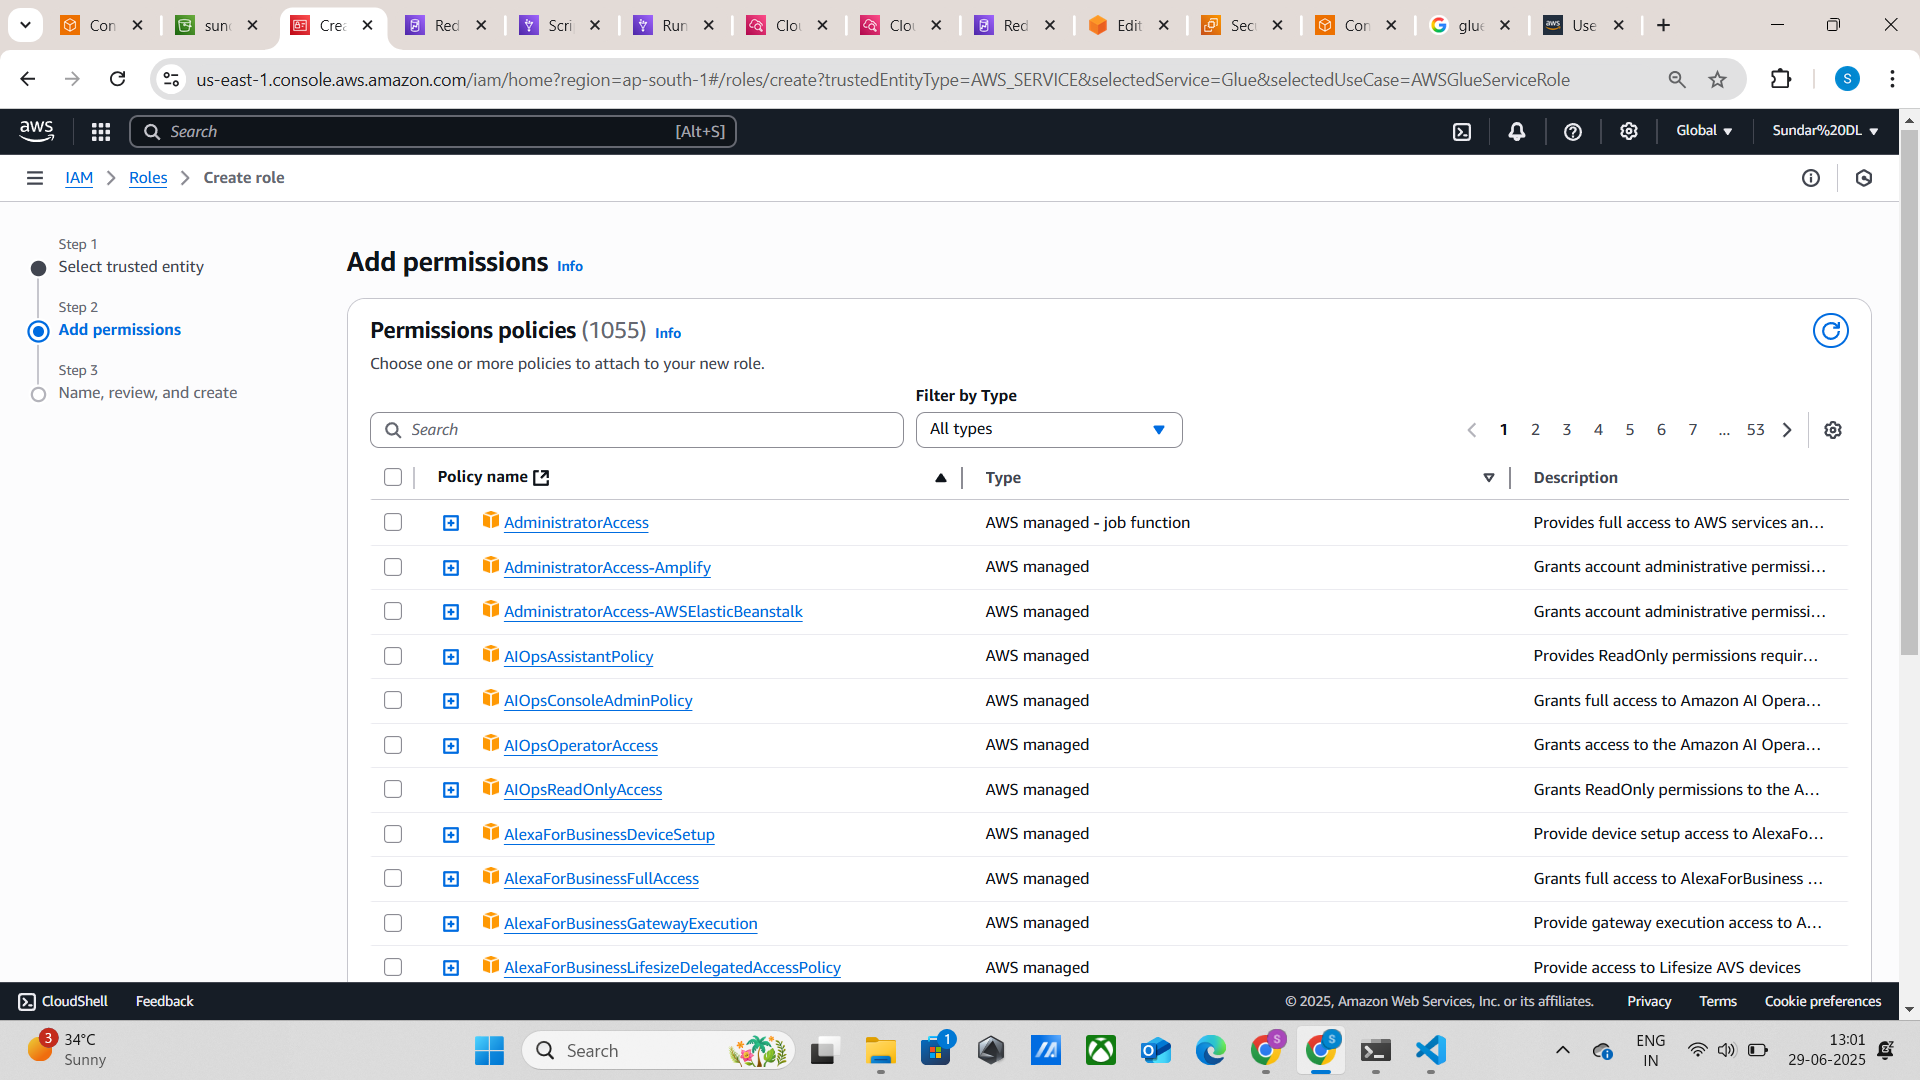 Con
sund
Crea
Red
Scri
Run
Clou
Clou
Red
Edit
Secu
Con
glue
Use
us-east-1.console.aws.amazon.com/iam/home?region=ap-south-1#/roles/create?trustedEntityType=AWS_SERVICE&selectedService=Glue&selectedUseCase=AWSGlueServiceRole
S
aws
Search
[Alt+S]
Global
Sundar%20DL
IAM
Roles
Create role
Step 1
Select trusted entity
Step 2
Add permissions
Step 3
Name, review, and create
Add permissions Info
Permissions policies (1055) Info
Choose one or more policies to attach to your new role.
Filter by Type
Search
All types
1 2 3 4 5 6 7 ... 53
Policy name
Type
Description
AdministratorAccess
AWS managed - job function
Provides full access to AWS services an…
AdministratorAccess-Amplify
AWS managed
Grants account administrative permissi…
AdministratorAccess-AWSElasticBeanstalk
AWS managed
Grants account administrative permissi…
AIOpsAssistantPolicy
AWS managed
Provides ReadOnly permissions requir…
AIOpsConsoleAdminPolicy
AWS managed
Grants full access to Amazon AI Opera…
AIOpsOperatorAccess
AWS managed
Grants access to the Amazon AI Opera…
AIOpsReadOnlyAccess
AWS managed
Grants ReadOnly permissions to the A…
AlexaForBusinessDeviceSetup
AWS managed
Provide device setup access to AlexaFo…
AlexaForBusinessFullAccess
AWS managed
Grants full access to AlexaForBusiness …
AlexaForBusinessGatewayExecution
AWS managed
Provide gateway execution access to A…
AlexaForBusinessLifesizeDelegatedAccessPolicy
AWS managed
Provide access to Lifesize AVS devices
CloudShell
Feedback
© 2025, Amazon Web Services, Inc. or its affiliates.
Privacy
Terms
Cookie preferences
3
34°C
Sunny
Search
1
S
S
ENG
IN
13:01
29-06-2025